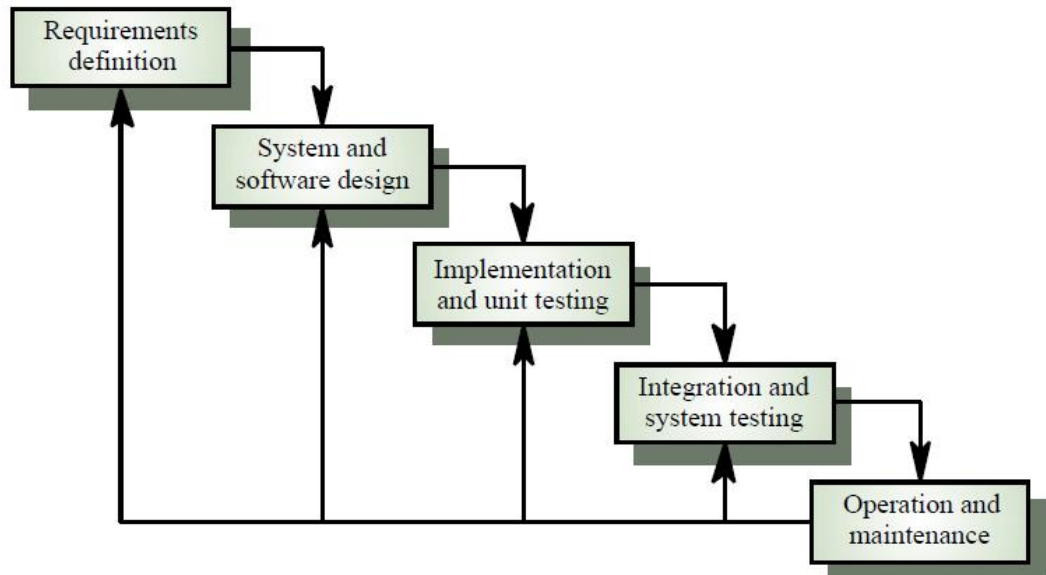 Requirements
definition
System and
software design
Implementation
and unit testing
Integration and
system testing
Operation and
maintenance